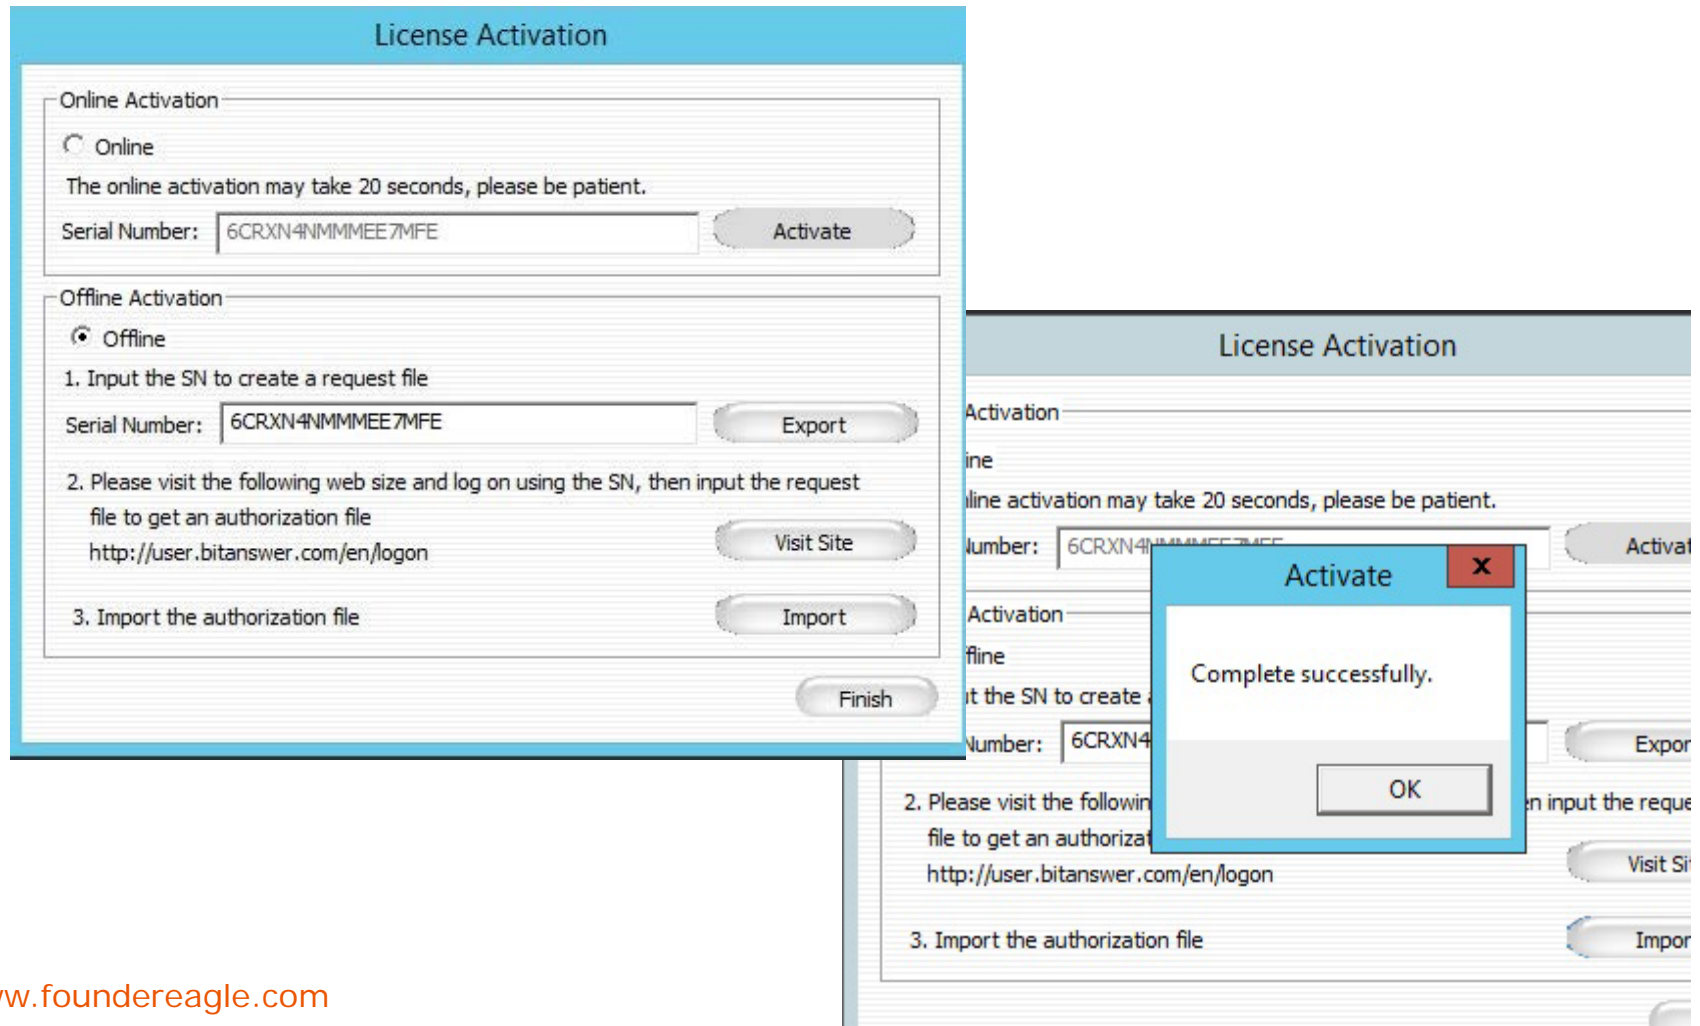 License Activation
Online Activation
Online
The online activation may take 20 seconds, please be patient.
Serial Number: 6CRXN4NMMMEE7MFE Activate
Offline Activation
Offline
1. Input the SN to create a request file
Serial Number: 6CRXN4NMMMEE7MFE Export
2. Please visit the following web size and log on using the SN, then input the request
file to get an authorization file
http://user.bitanswer.com/en/logon Visit Site
3. Import the authorization file Import
Finish
License Activation
Activation
ine
line activation may take 20 seconds, please be patient.
Number: 6CRXN4NMMMEE7MFE Activat
Activate x
Activation
fline
Complete successfully.
t the SN to create
Number: 6CRXN4 Expor
OK
2. Please visit the followin en input the reque
file to get an authorizat
http://user.bitanswer.com/en/logon Visit Sit
3. Import the authorization file Impor
w.foundereagle.com